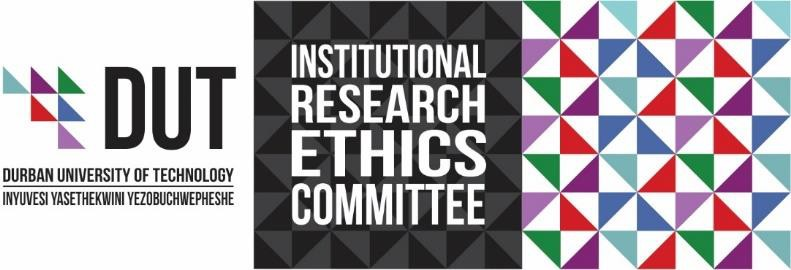 DUT
DURBAN UNIVERSITY OF TECHNOLOGY
INYUVESI YASETHEKWINI YEZOBUCHWEPHESHE
INSTITUTIONAL
RESEARCH
ETHICS
COMMITTEE